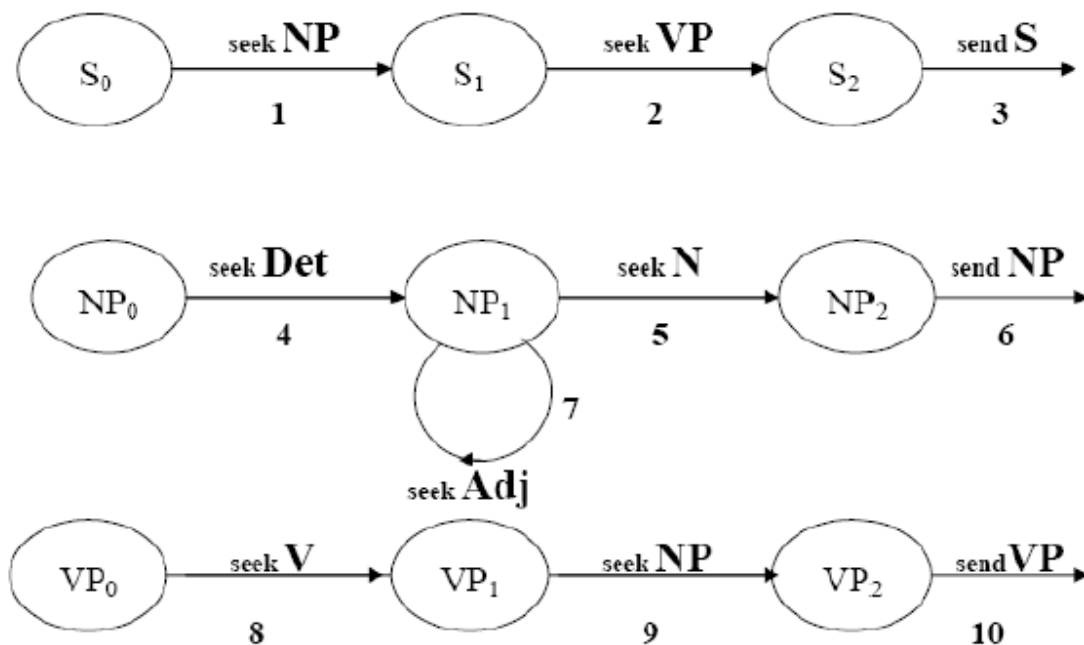 seek NP seek VP send S
S₀ S₁ S₂
1 2 3
seek Det seek N send NP
NP₀ NP₁ NP₂
4 5 6
7
seek Adj
seek V seek NP send VP
VP₀ VP₁ VP₂
8 9 10